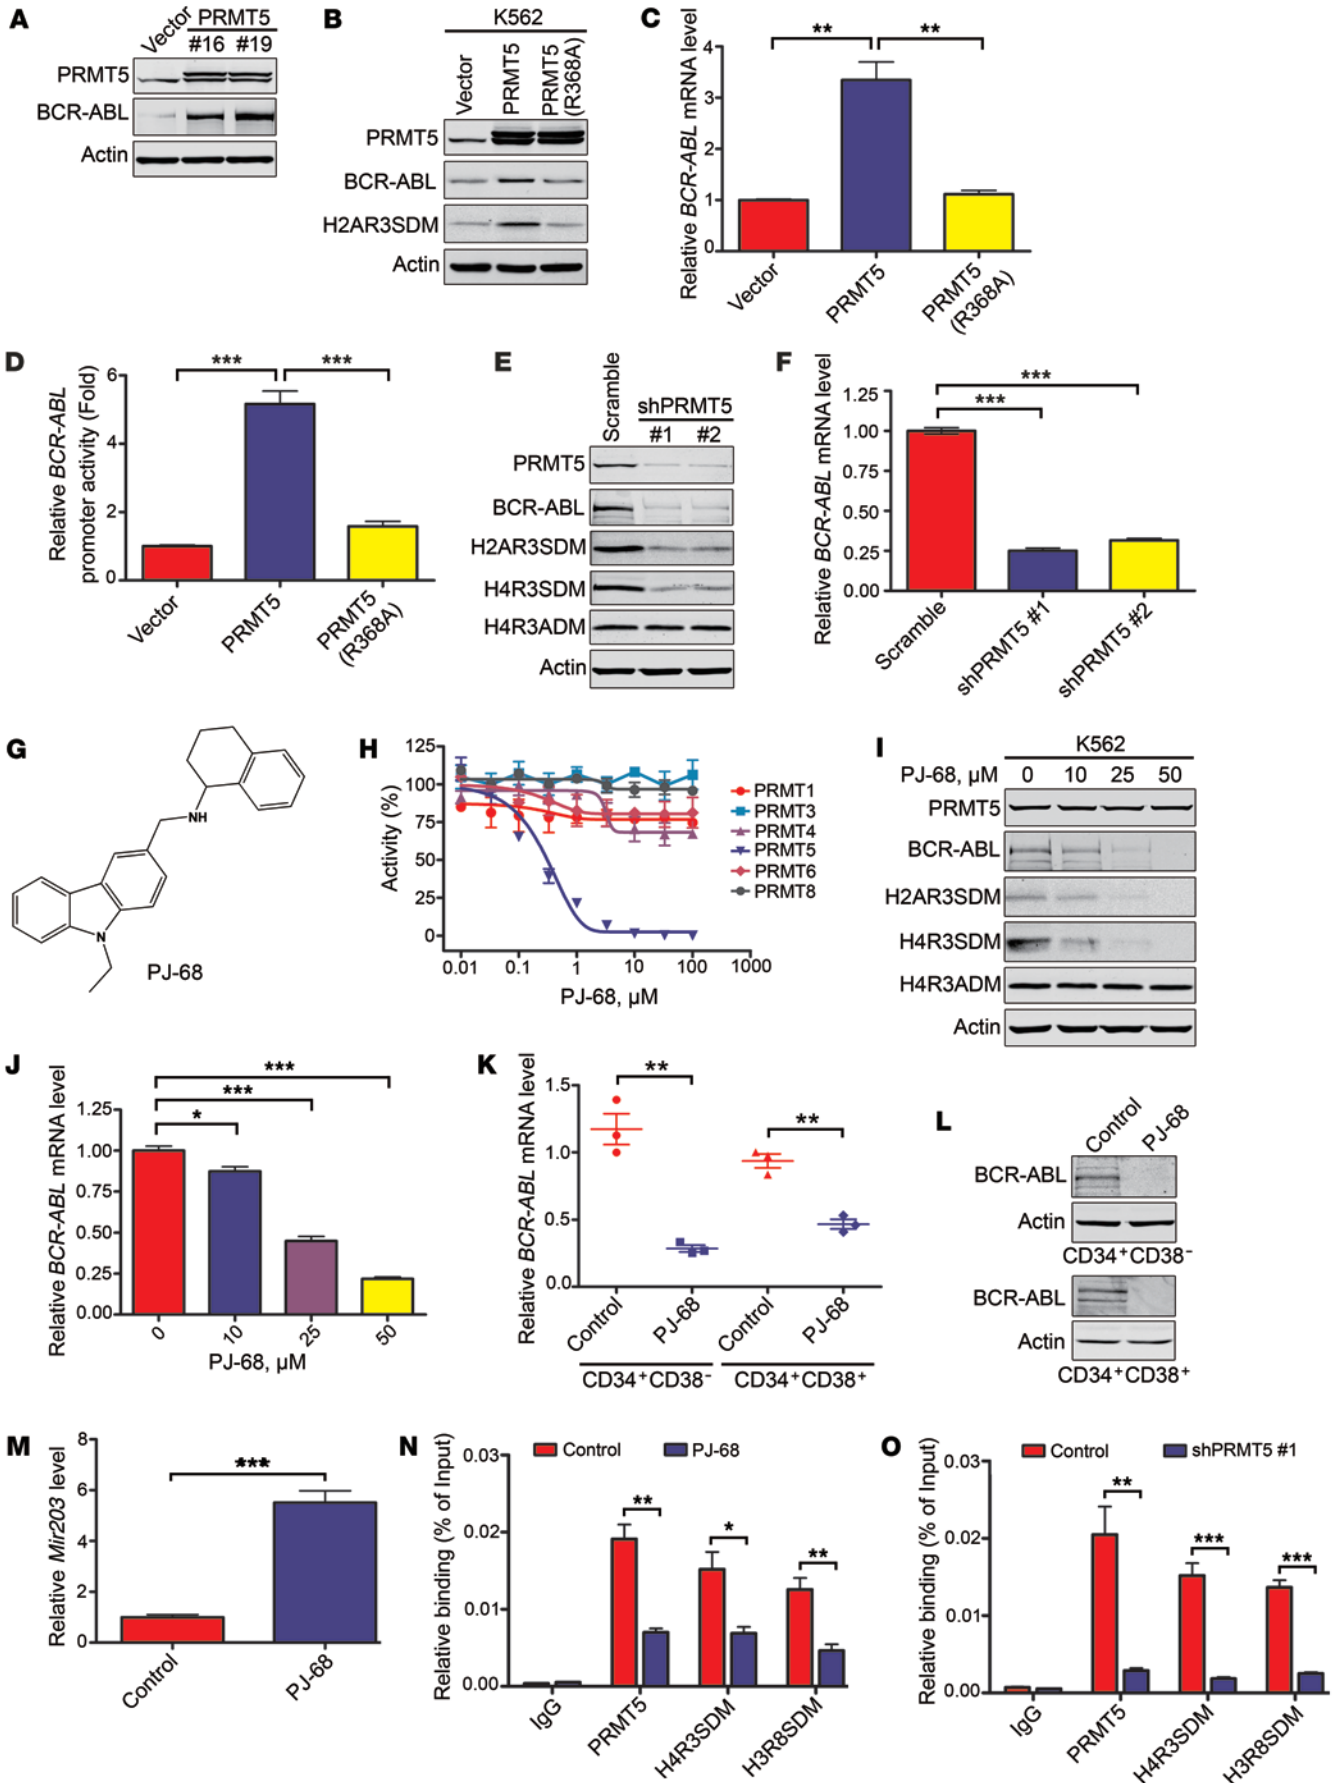 A
Vector
PRMT5
#16 #19
PRMT5
BCR-ABL
Actin
B
K562
Vector
PRMT5
PRMT5
(R368A)
PRMT5
BCR-ABL
H2AR3SDM
Actin
C
Relative BCR-ABL mRNA level
4
3
2
1
0
** **
Vector
PRMT5
PRMT5
(R368A)
D
Relative BCR-ABL
promoter activity (Fold)
6
4
2
0
*** ***
Vector
PRMT5
PRMT5
(R368A)
E
Scramble
shPRMT5
#1 #2
PRMT5
BCR-ABL
H2AR3SDM
H4R3SDM
H4R3ADM
Actin
F
Relative BCR-ABL mRNA level
1.25
1.00
0.75
0.50
0.25
0.00
***
***
Scramble
shPRMT5 #1
shPRMT5 #2
G
NH
N
PJ-68
H
Activity (%)
125
100
75
50
25
0
0.01 0.1 1 10 100 1000
PJ-68, µM
PRMT1
PRMT3
PRMT4
PRMT5
PRMT6
PRMT8
I
K562
PJ-68, µM 0 10 25 50
PRMT5
BCR-ABL
H2AR3SDM
H4R3SDM
H4R3ADM
Actin
J
Relative BCR-ABL mRNA level
1.25
1.00
0.75
0.50
0.25
0.00
***
***
*
0 10 25 50
PJ-68, µM
K
Relative BCR-ABL mRNA level
1.5
1.0
0.5
0.0
**
**
Control
PJ-68
Control
PJ-68
CD34+CD38-
CD34+CD38+
L
Control
PJ-68
BCR-ABL
Actin
CD34+CD38-
BCR-ABL
Actin
CD34+CD38+
M
Relative Mir203 level
8
6
4
2
0
***
Control
PJ-68
N
Control PJ-68
Relative binding (% of Input)
0.03
0.02
0.01
0.00
**
*
**
IgG
PRMT5
H4R3SDM
H3R8SDM
O
Control shPRMT5 #1
Relative binding (% of Input)
0.03
0.02
0.01
0.00
**
***
***
IgG
PRMT5
H4R3SDM
H3R8SDM